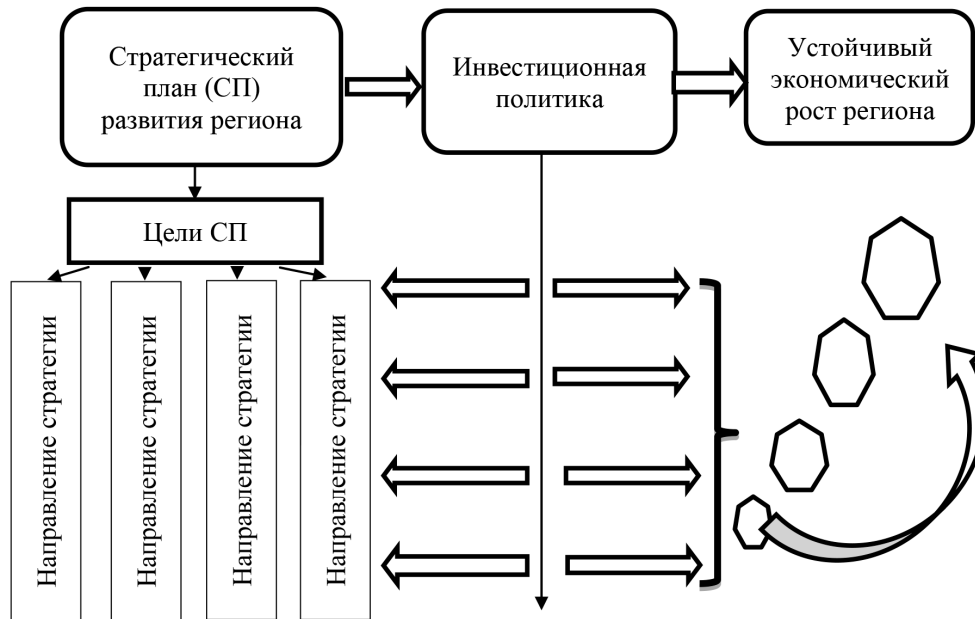 Стратегический
план (СП)
развития региона
Инвестиционная
политика
Устойчивый
экономический
рост региона
Цели СП
Направление стратегии
Направление стратегии
Направление стратегии
Направление стратегии